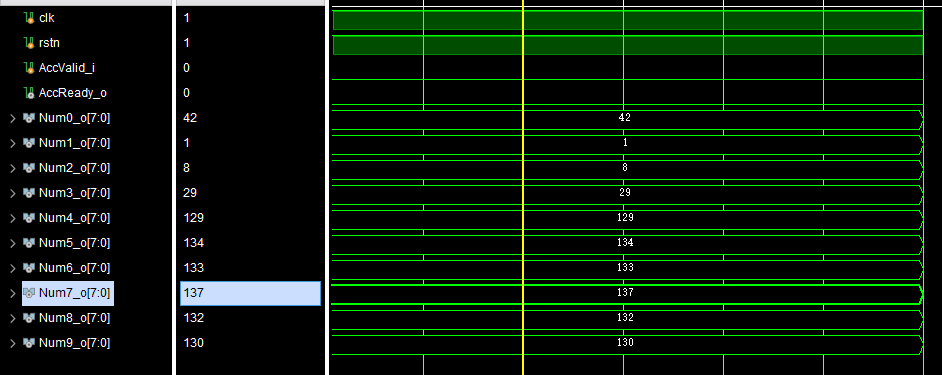 clk 1
rstn 1
AccValid_i 0
AccReady_o 0
Num0_o[7:0] 42 42
Num1_o[7:0] 1 1
Num2_o[7:0] 8 8
Num3_o[7:0] 29 29
Num4_o[7:0] 129 129
Num5_o[7:0] 134 134
Num6_o[7:0] 133 133
Num7_o[7:0] 137 137
Num8_o[7:0] 132 132
Num9_o[7:0] 130 130